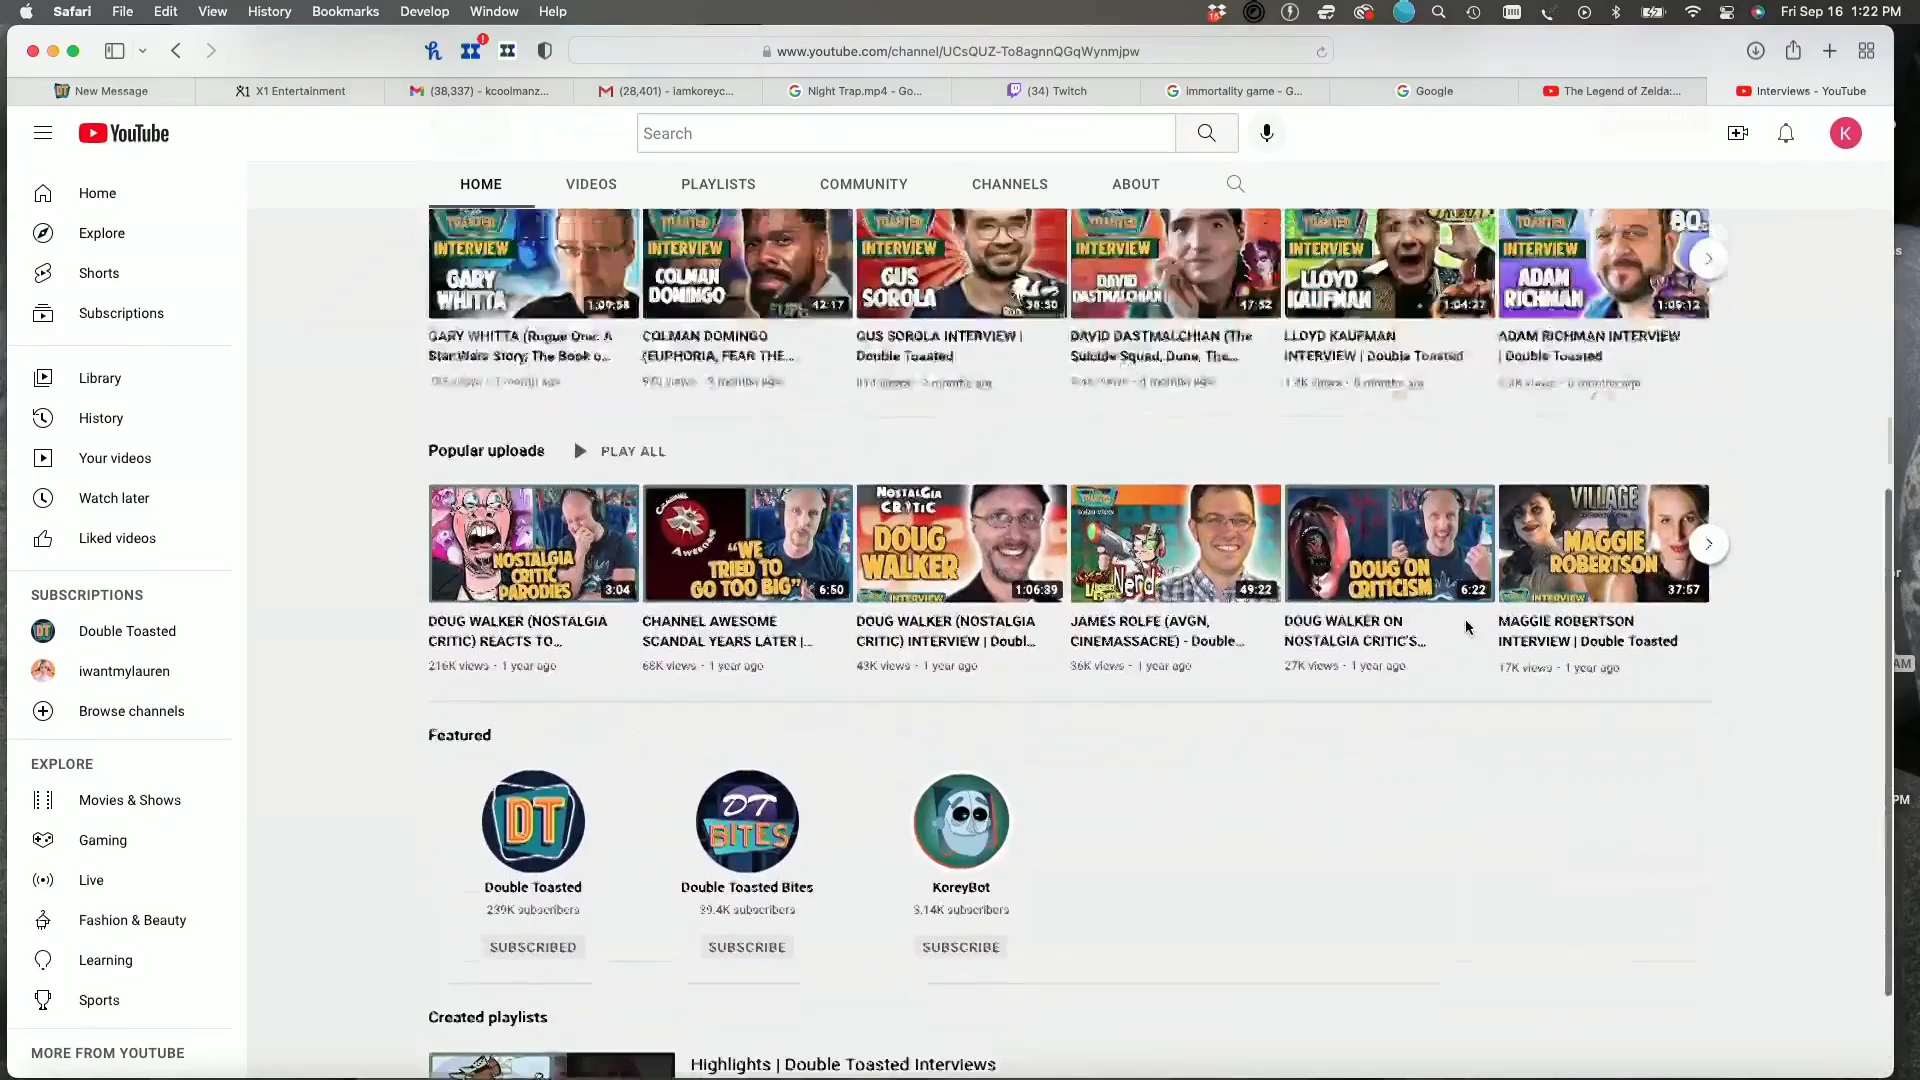 Safari File Edit View History Bookmarks Develop Window Help
Fri Sep 16 1:22 PM
www.youtube.com/channel/UCsQUZ-To8agnnQGqWynmjpw
New Message
X1 Entertainment
(38,337) - kcoolmanz...
(28,401) - iamkoreyc...
Night Trap.mp4 - Go...
(34) Twitch
immortality game - G...
Google
The Legend of Zelda:...
Interviews - YouTube
YouTube
Search
K
HOME VIDEOS PLAYLISTS COMMUNITY CHANNELS ABOUT
Home
Explore
Shorts
Subscriptions
Library
History
Your videos
Watch later
Liked videos
SUBSCRIPTIONS
Double Toasted
iwantmylauren
Browse channels
EXPLORE
Movies & Shows
Gaming
Live
Fashion & Beauty
Learning
Sports
MORE FROM YOUTUBE
INTERVIEW
GARY
WHITTA
1:09:58
INTERVIEW
COLMAN
DOMINGO
12:17
INTERVIEW
GUS
SOROLA
38:50
INTERVIEW
DAVID
DASTMALCHIAN
47:52
INTERVIEW
LLOYD
KAUFMAN
1:04:27
INTERVIEW
ADAM
RICHMAN
1:09:12
GARY WHITTA (Rogue One: A
Star Wars Story, The Book o...
COLMAN DOMINGO
(EUPHORIA, FEAR THE...
GUS SOROLA INTERVIEW |
Double Toasted
DAVID DASTMALCHIAN (The
Suicide Squad, Dune, The...
LLOYD KAUFMAN
INTERVIEW | Double Toasted
ADAM RICHMAN INTERVIEW
| Double Toasted
Popular uploads PLAY ALL
NOSTALGIA
CRITIC
PARODIES
3:04
"WE
TRIED TO
GO TOO BIG"
6:50
NOSTALGIA
CRITIC
DOUG
WALKER
INTERVIEW
1:06:39
Nerd
49:22
DOUG ON
CRITICISM
6:22
VILLAGE
MAGGIE
ROBERTSON
INTERVIEW
37:57
DOUG WALKER (NOSTALGIA
CRITIC) REACTS TO...
216K views · 1 year ago
CHANNEL AWESOME
SCANDAL YEARS LATER |...
68K views · 1 year ago
DOUG WALKER (NOSTALGIA
CRITIC) INTERVIEW | Doubl...
43K views · 1 year ago
JAMES ROLFE (AVGN,
CINEMASSACRE) - Double...
36K views · 1 year ago
DOUG WALKER ON
NOSTALGIA CRITIC'S...
27K views · 1 year ago
MAGGIE ROBERTSON
INTERVIEW | Double Toasted
17K views · 1 year ago
Featured
DT
Double Toasted
239K subscribers
SUBSCRIBED
DT
BITES
Double Toasted Bites
39.4K subscribers
SUBSCRIBE
KoreyBot
3.14K subscribers
SUBSCRIBE
Created playlists
Highlights | Double Toasted Interviews
AM
PM